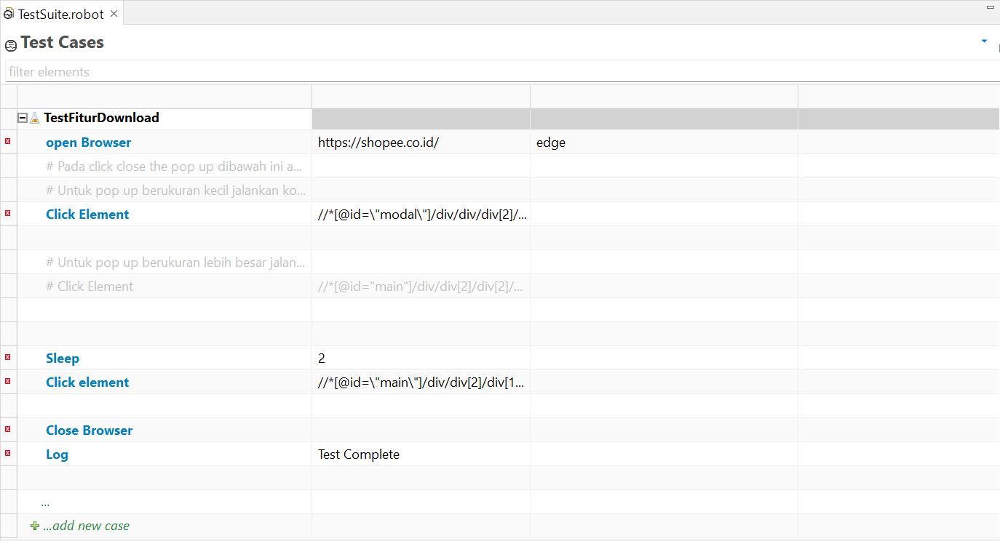 TestSuite.robot
Test Cases
filter elements
TestFiturDownload
open Browser https://shopee.co.id/ edge
# Pada click close the pop up dibawah ini a...
# Untuk pop up berukuran kecil jalankan ko...
Click Element //*[@id=\"modal\"]/div/div/div[2]/...
# Untuk pop up berukuran lebih besar jalan...
# Click Element //*[@id="main"]/div/div[2]/div[2]/...
Sleep 2
Click element //*[@id=\"main\"]/div/div[2]/div[1...
Close Browser
Log Test Complete
...
...add new case